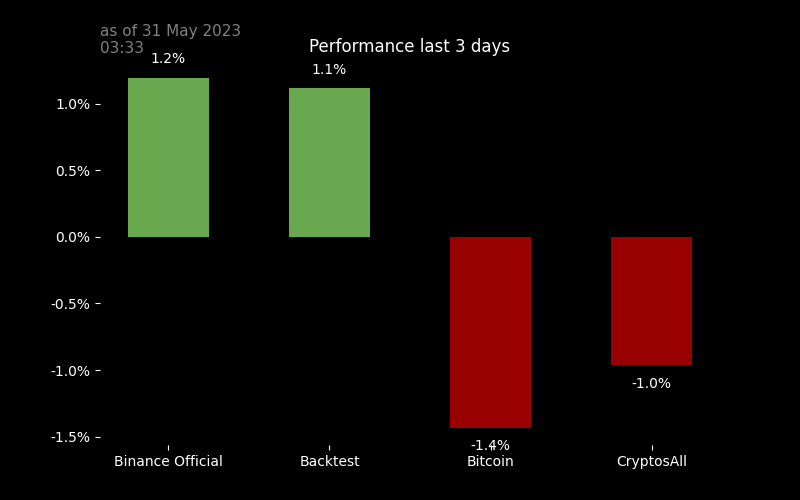 as of 31 May 2023
03:33
Performance last 3 days
1.2%
1.1%
1.0%
0.5%
0.0%
-0.5%
-1.0%
-1.5%
-1.4%
-1.0%
Binance Official
Backtest
Bitcoin
CryptosAll